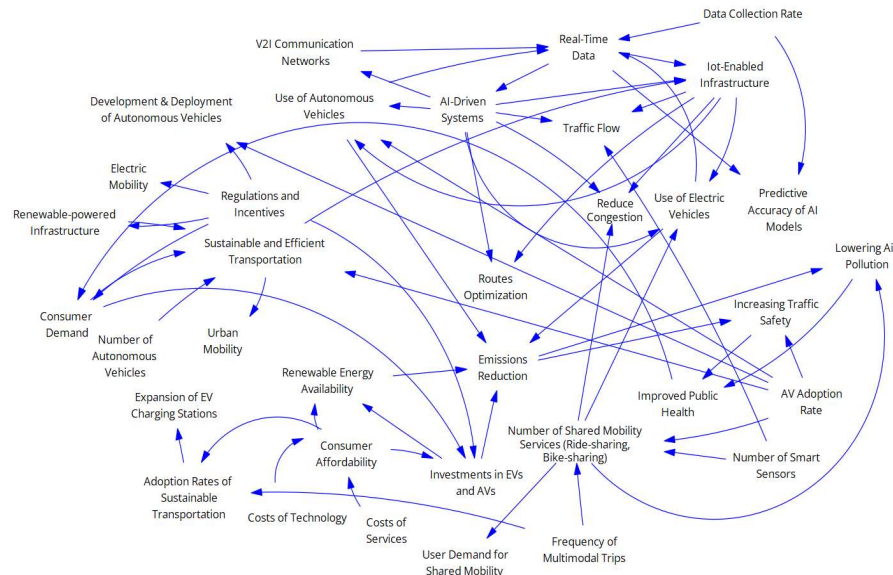 Data Collection Rate
V2I Communication
Networks
Real-Time
Data
Iot-Enabled
Infrastructure
Development & Deployment
of Autonomous Vehicles
Use of Autonomous
Vehicles
AI-Driven
Systems
Traffic Flow
Electric
Mobility
Regulations and
Incentives
Reduce
Congestion
Use of Electric
Vehicles
Predictive
Accuracy of AI
Models
Renewable-powered
Infrastructure
Sustainable and Efficient
Transportation
Lowering Ai
Pollution
Routes
Optimization
Consumer
Demand
Number of
Autonomous
Vehicles
Urban
Mobility
Increasing Traffic
Safety
Renewable Energy
Availability
Emissions
Reduction
Expansion of EV
Charging Stations
Improved Public
Health
AV Adoption
Rate
Consumer
Affordability
Number of Shared Mobility
Services (Ride-sharing,
Bike-sharing)
Number of Smart
Sensors
Adoption Rates of
Sustainable
Transportation
Investments in EVs
and AVs
Costs of Technology
Costs of
Services
User Demand for
Shared Mobility
Frequency of
Multimodal Trips